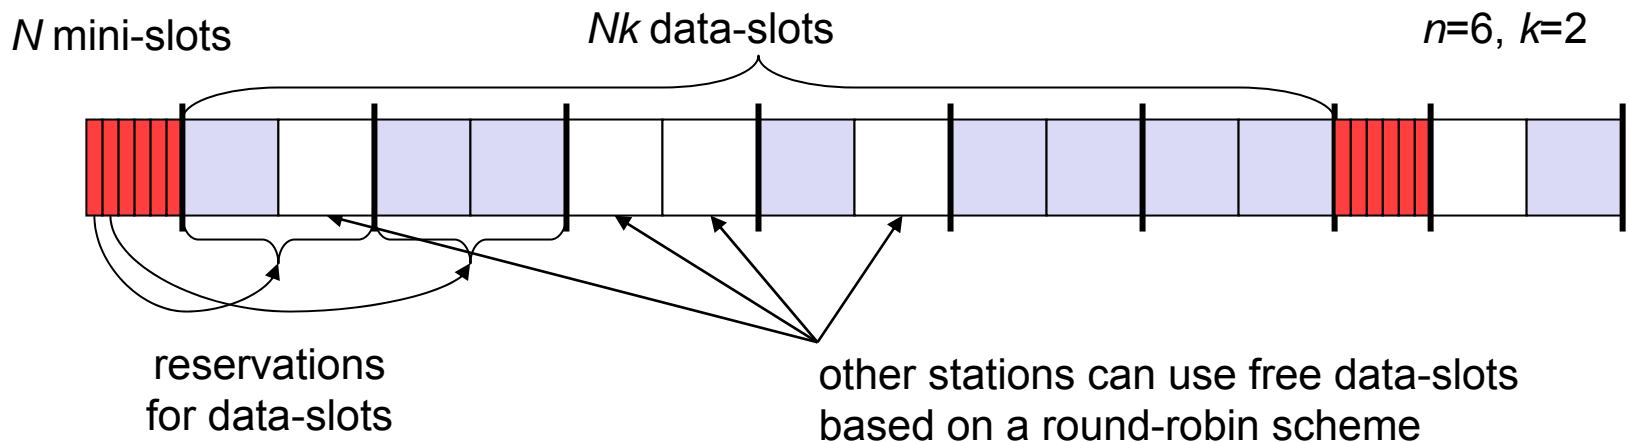 N mini-slots
Nk data-slots
n=6, k=2
reservations
for data-slots
other stations can use free data-slots
based on a round-robin scheme